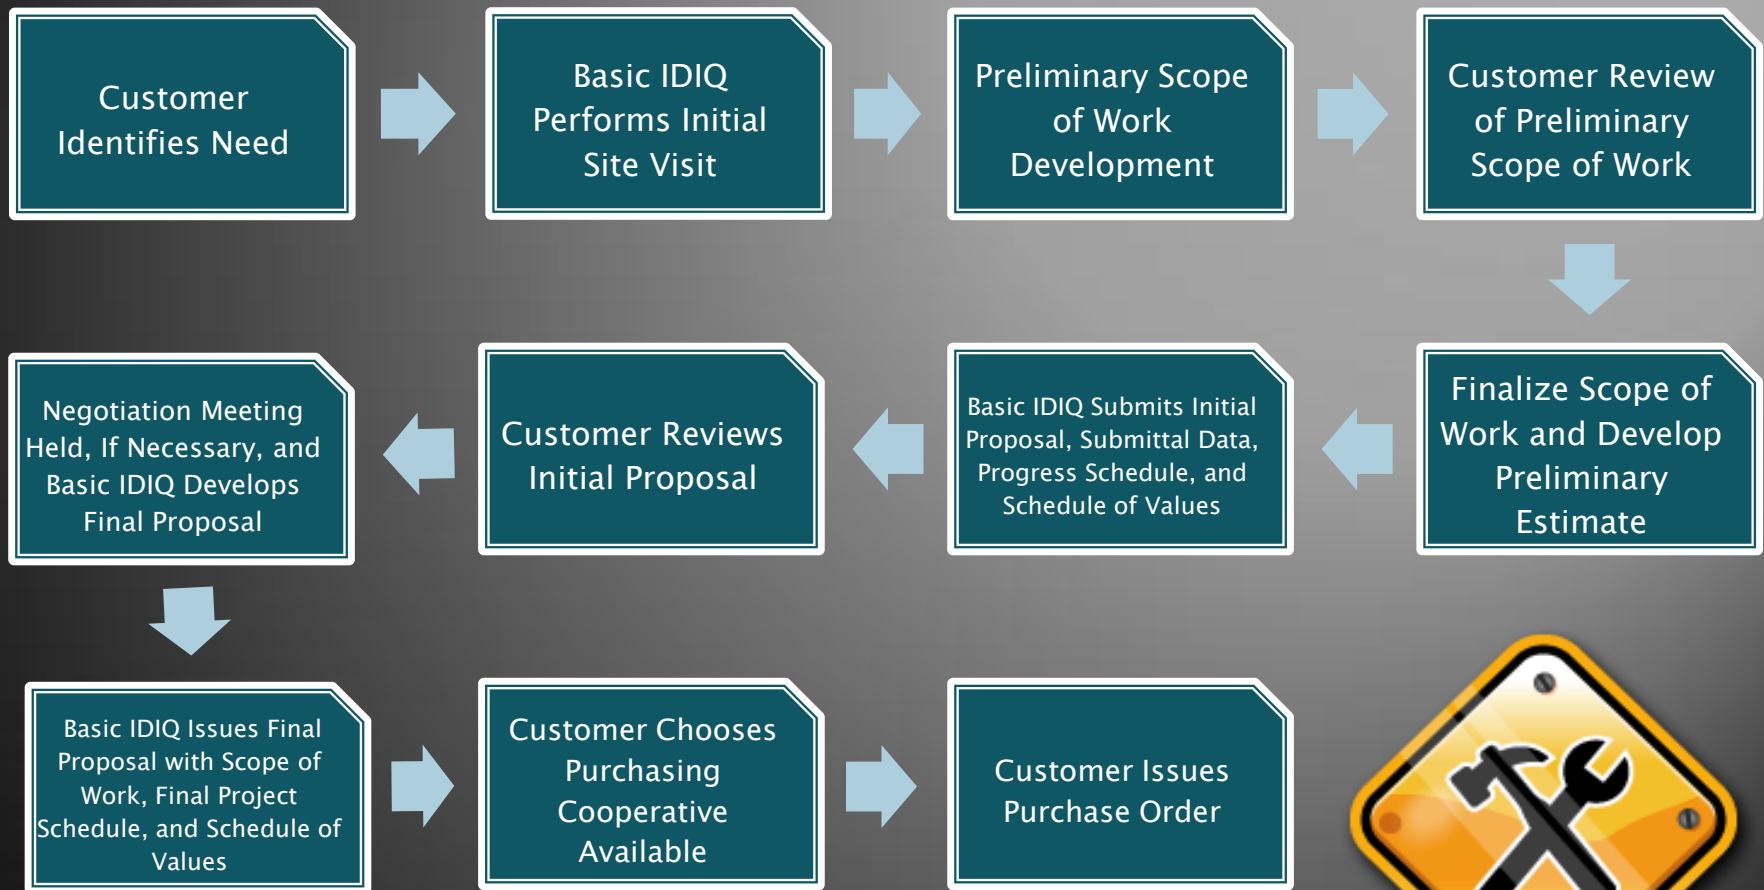 Customer
Identifies Need
Basic IDIQ
Performs Initial
Site Visit
Preliminary Scope
of Work
Development
Customer Review
of Preliminary
Scope of Work
Finalize Scope of
Work and Develop
Preliminary
Estimate
Basic IDIQ Submits Initial
Proposal, Submittal Data,
Progress Schedule, and
Schedule of Values
Customer Reviews
Initial Proposal
Negotiation Meeting
Held, If Necessary, and
Basic IDIQ Develops
Final Proposal
Basic IDIQ Issues Final
Proposal with Scope of
Work, Final Project
Schedule, and Schedule of
Values
Customer Chooses
Purchasing
Cooperative
Available
Customer Issues
Purchase Order